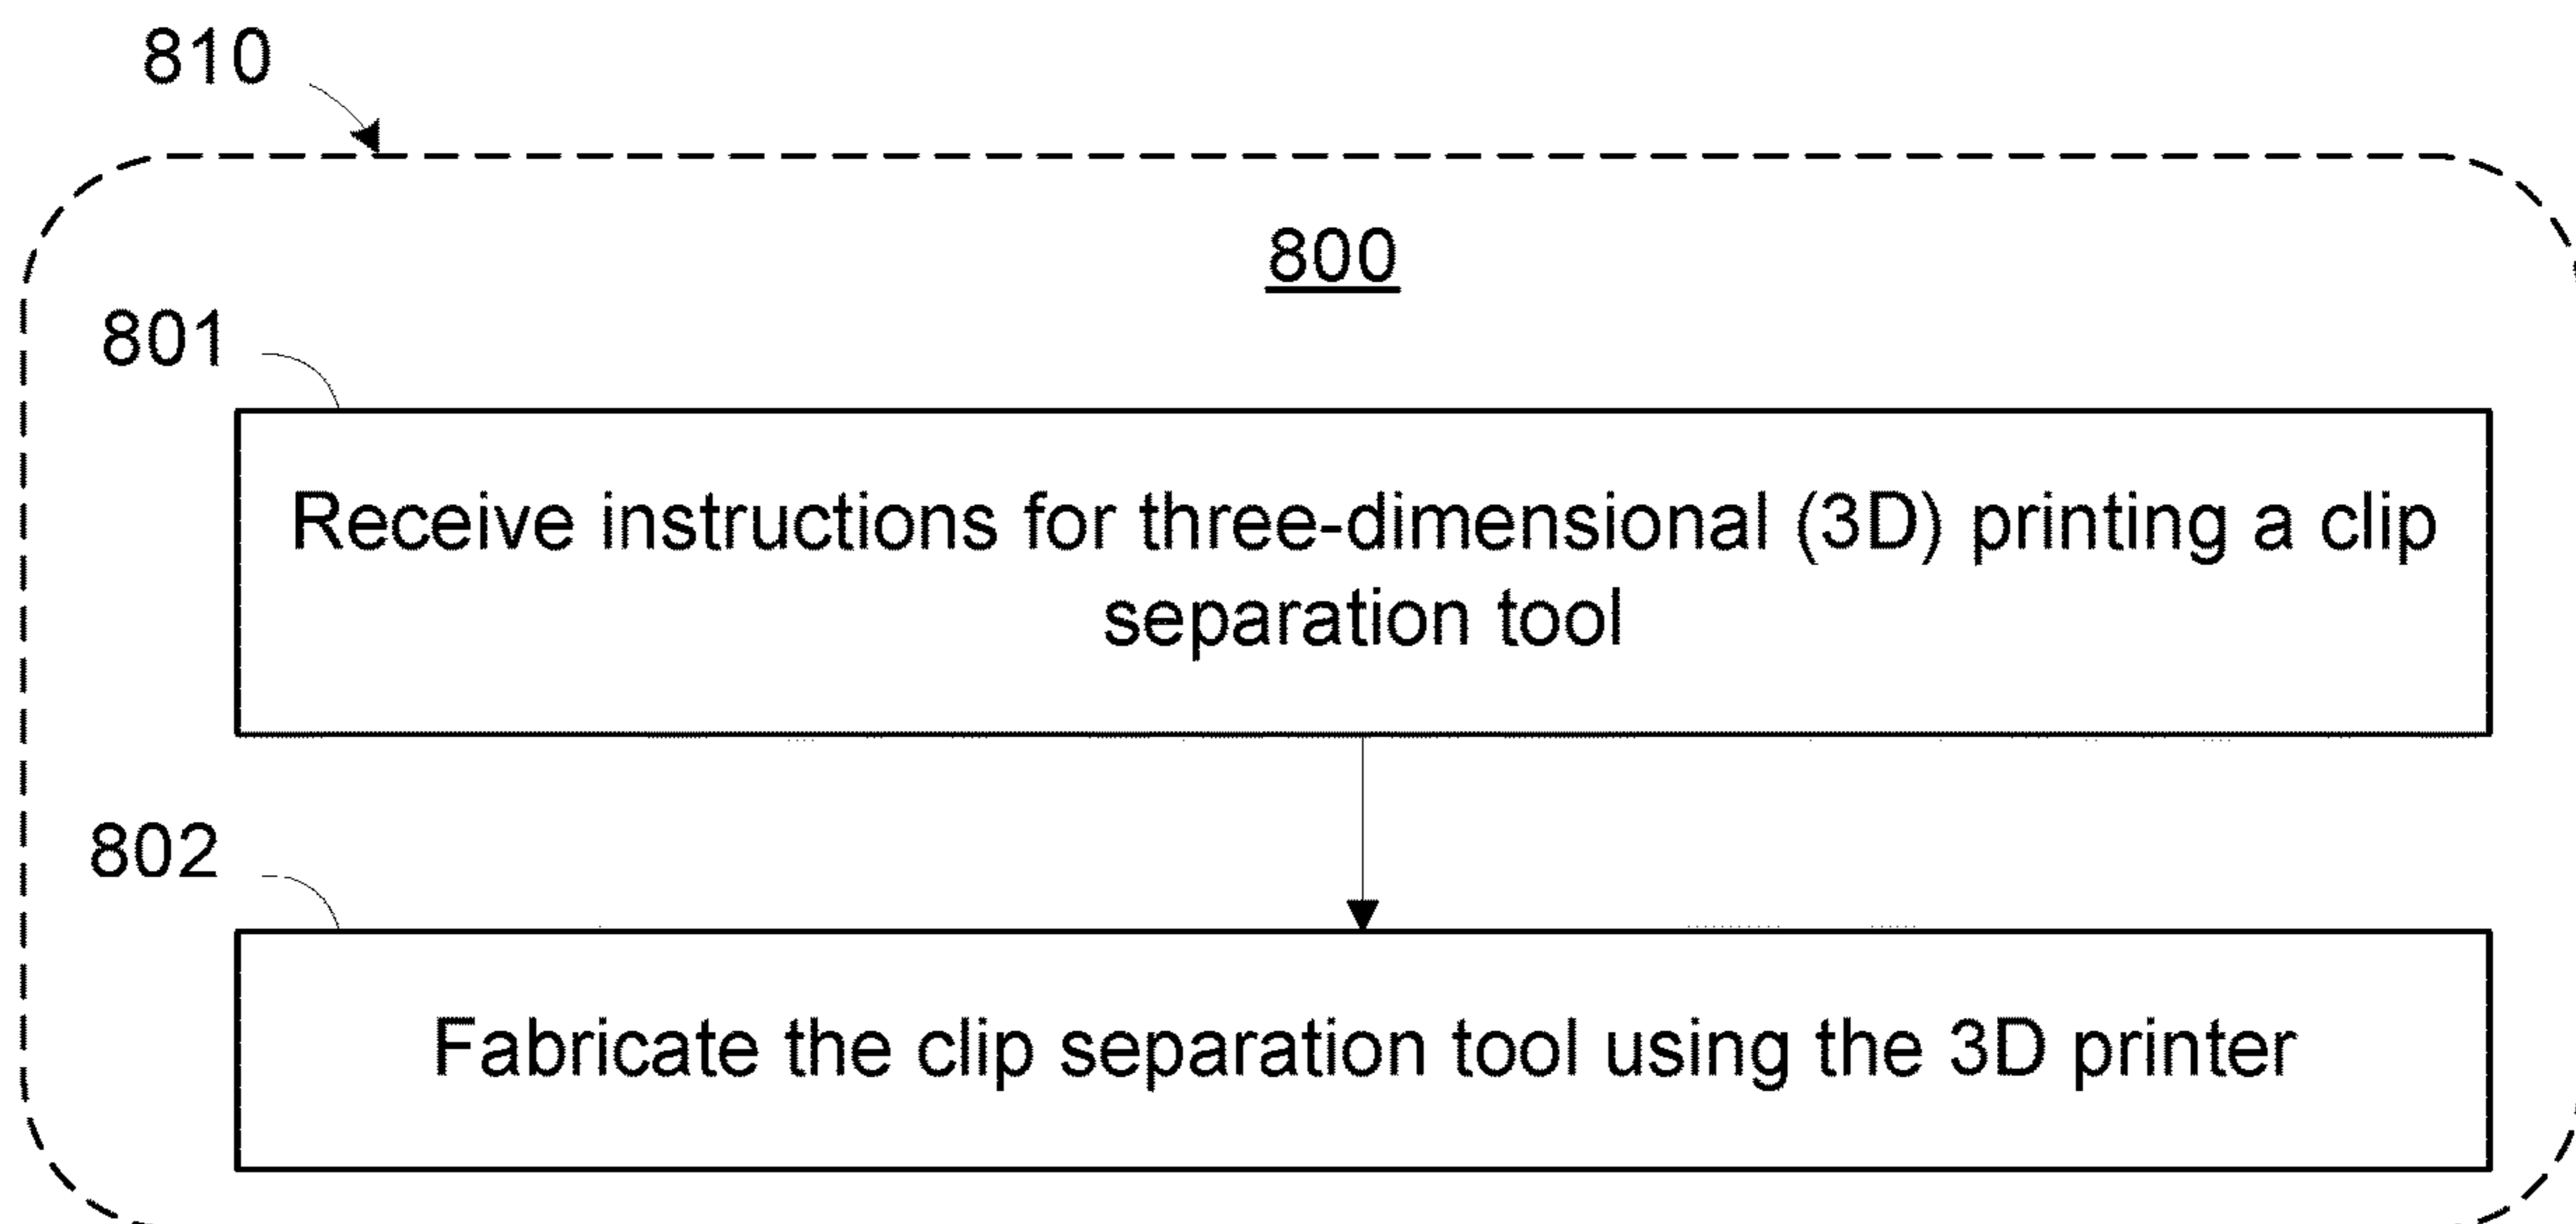 810
800
801
Receive instructions for three-dimensional (3D) printing a clip
separation tool
802
Fabricate the clip separation tool using the 3D printer